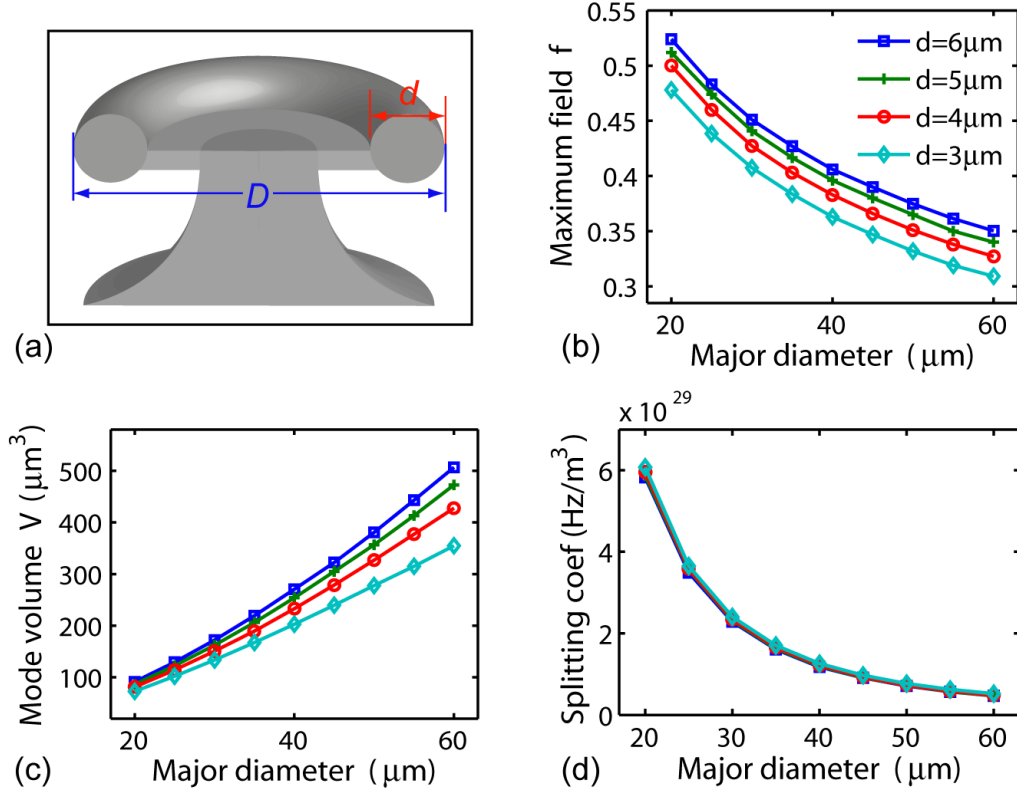 d
D
(a)
0.55
0.5
0.45
0.4
0.35
0.3
Maximum field f
d=6μm
d=5μm
d=4μm
d=3μm
20 40 60
Major diameter (μm)
(b)
500
400
300
200
100
Mode volume V (μm³)
20 40 60
Major diameter (μm)
(c)
x 10 29
6
4
2
0
Splitting coef (Hz/m³)
20 30 40 50 60
Major diameter (μm)
(d)